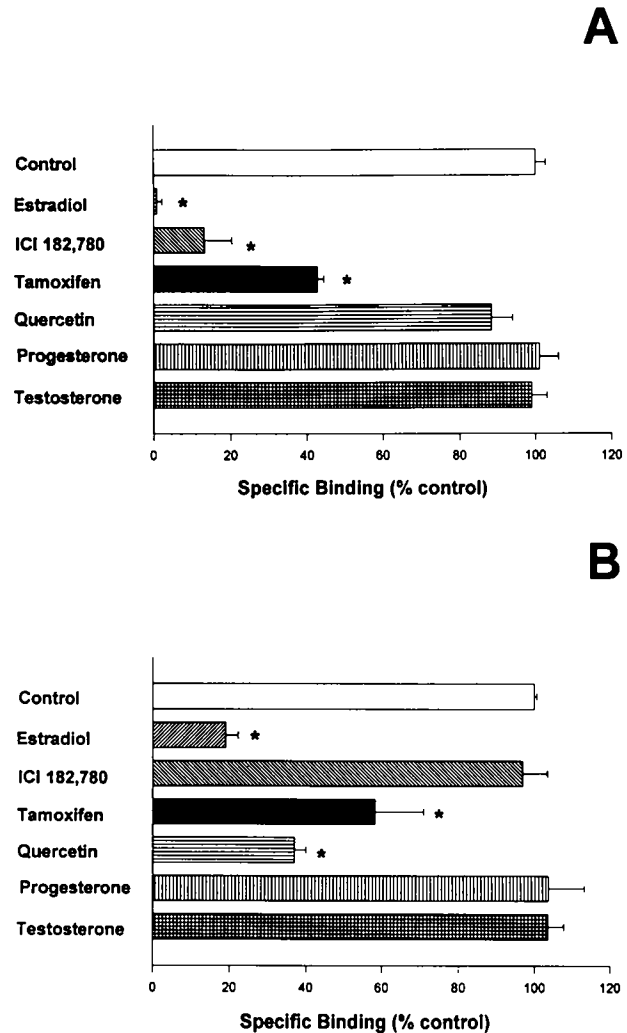 A
Control
Estradiol *
ICI 182,780 *
Tamoxifen *
Quercetin
Progesterone
Testosterone
0 20 40 60 80 100 120
Specific Binding (% control)
B
Control
Estradiol *
ICI 182,780
Tamoxifen *
Quercetin *
Progesterone
Testosterone
0 20 40 60 80 100 120
Specific Binding (% control)